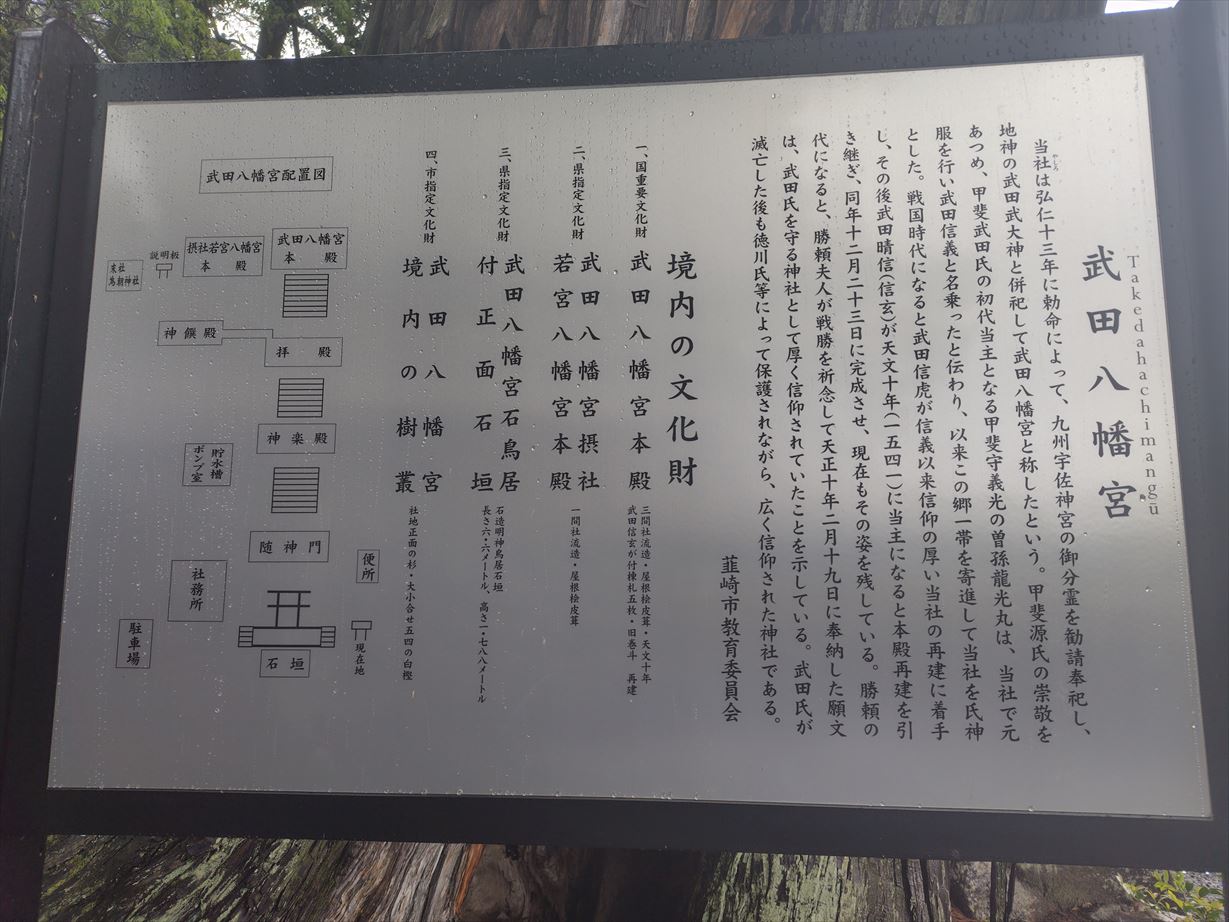 Takedahachimangū
武田八幡宮
当社は弘仁十三年に勅命によって、九州宇佐神宮の御分霊を勧請奉祀し、
やしろ
地神の武田武大神と併祀して武田八幡宮と称したという。甲斐源氏の崇敬を
あつめ、甲斐武田氏の初代当主となる甲斐守義光の曽孫龍光丸は、当社で元
服を行い武田信義と名乗ったと伝わり、以来この郷一帯を寄進して当社を氏神
とした。戦国時代になると武田信虎が信義以来信仰の厚い当社の再建に着手
し、その後武田晴信(信玄)が天文十年(一五四一)に当主になると本殿再建を引
き継ぎ、同年十二月二十三日に完成させ、現在もその姿を残している。勝頼の
代になると、勝頼夫人が戦勝を祈念して天正十年二月十九日に奉納した願文
は、武田氏を守る神社として厚く信仰されていたことを示している。武田氏が
滅亡した後も徳川氏等によって保護されながら、広く信仰された神社である。
韮崎市教育委員会
境内の文化財
一、国重要文化財 武田八幡宮本殿 三間社流造・屋根桧皮葺・天文十年
武田信玄が付棟札五枚・旧巻斗 再建
二、県指定文化財 武田八幡宮摂社
若宮八幡宮本殿 一間社流造・屋根桧皮葺
三、県指定文化財 武田八幡宮石鳥居
付正面石垣 石造明神鳥居石垣
長さ六・六メートル、高さ一・七八八メートル
四、市指定文化財 武田八幡宮
境内の樹叢 社地正面の杉・大小合せ五四の白樫
武田八幡宮配置図
武田八幡宮
本殿
摂社若宮八幡宮
本殿
説明板
末社
為朝神社
神饌殿
拝殿
神楽殿
貯水槽
ポンプ室
随神門
便所
社務所
駐車場
石垣
現在地